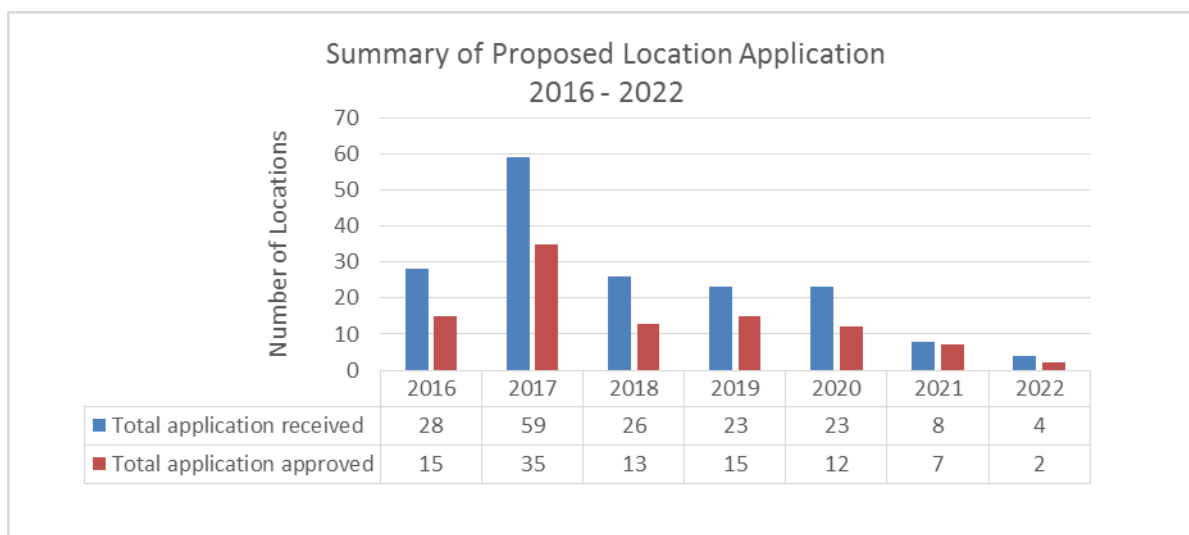 Summary of Proposed Location Application
2016 - 2022
Number of Locations
70
60
50
40
30
20
10
0
2016 2017 2018 2019 2020 2021 2022
Total application received 28 59 26 23 23 8 4
Total application approved 15 35 13 15 12 7 2